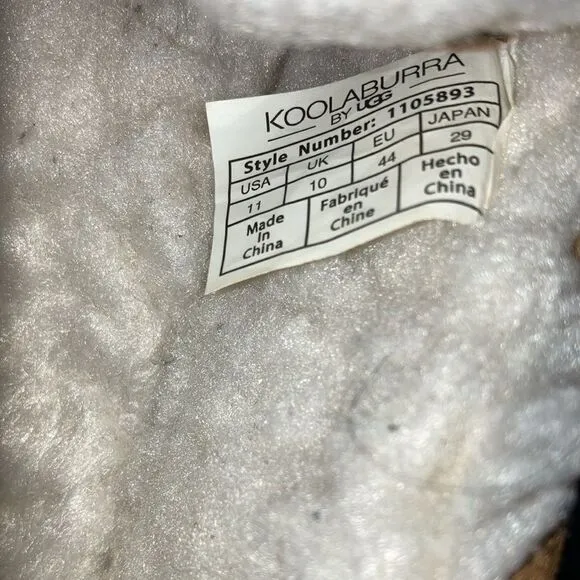 KOOLABURRA
BY UGG
Style Number: 1105893
USA UK EU JAPAN
11 10 44 29
Made in China Fabriqué en Chine Hecho en China